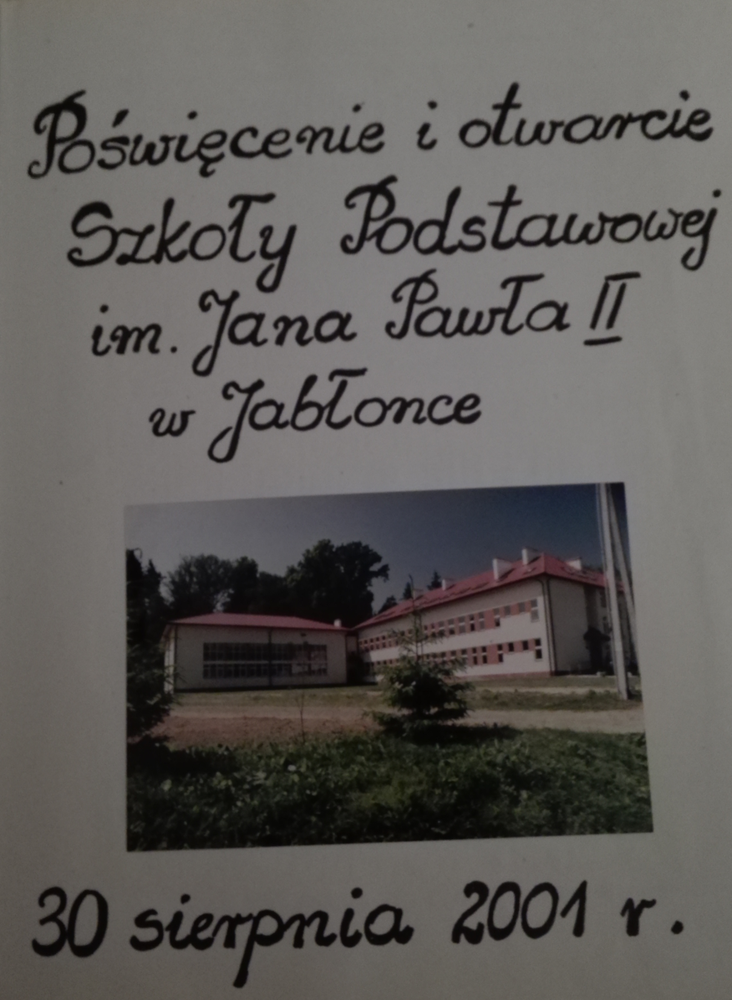 Poświęcenie i otwarcie
Szkoły Podstawowej
im. Jana Pawła II
w Jabłonce
30 sierpnia 2001 r.